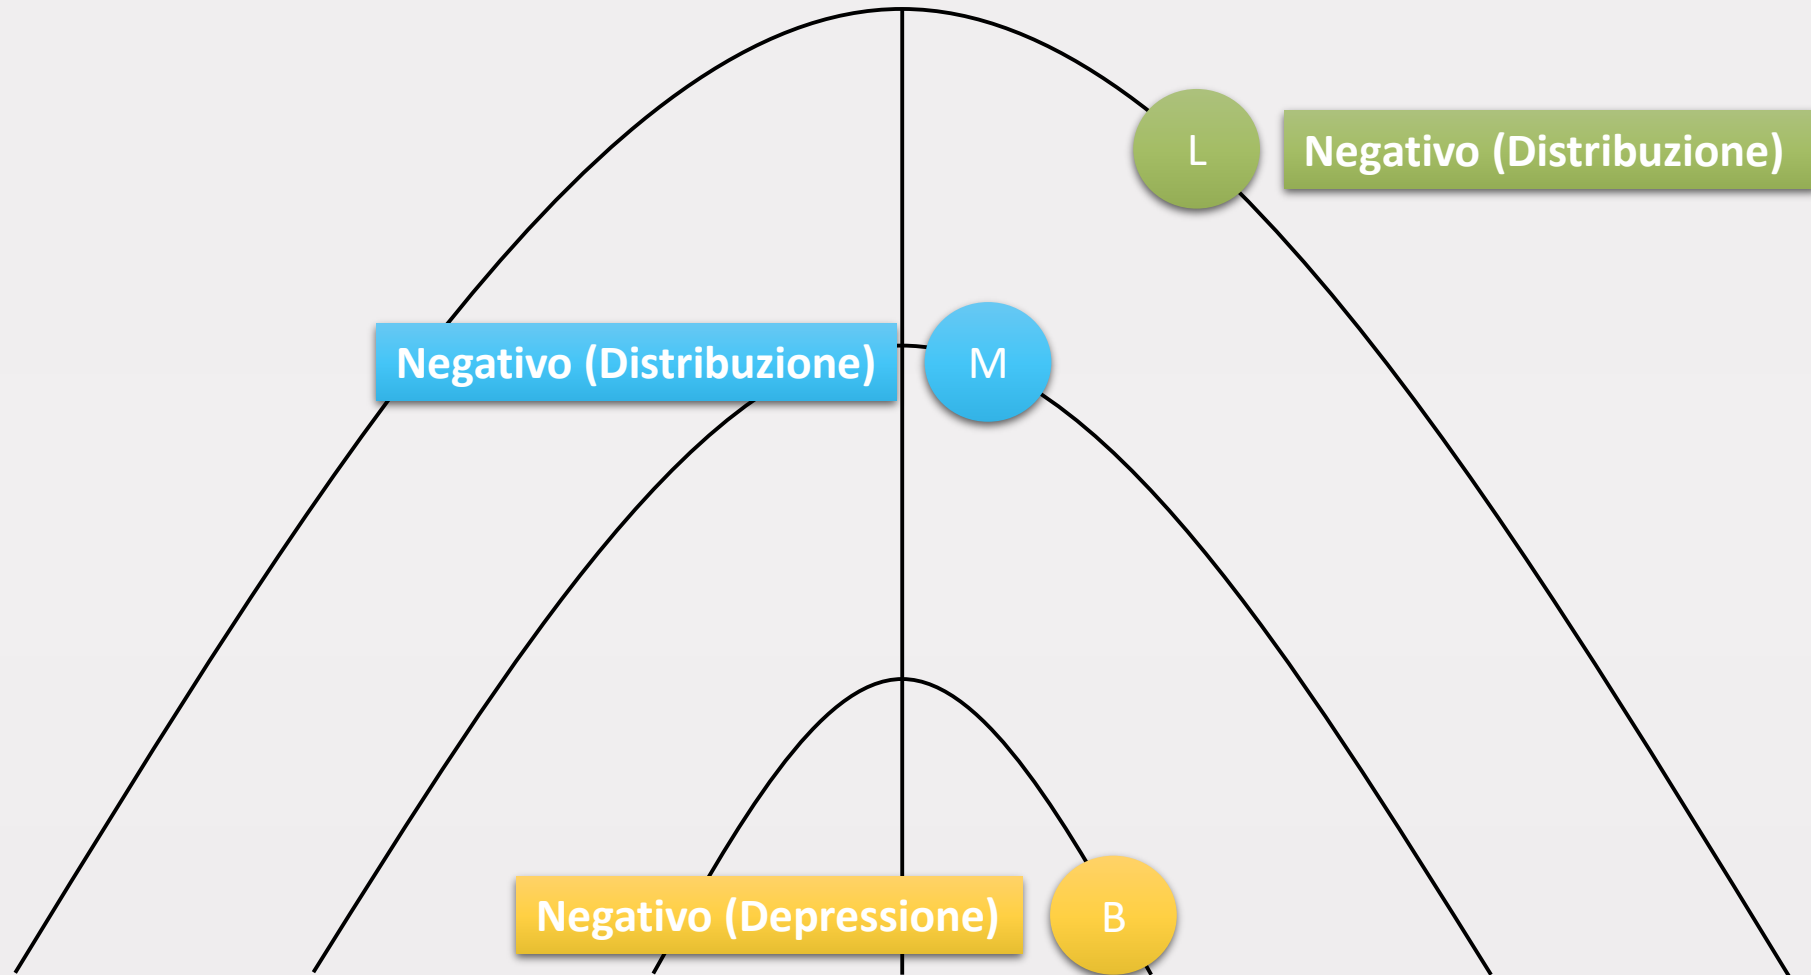 L
Negativo (Distribuzione)
Negativo (Distribuzione)
M
Negativo (Depressione)
B